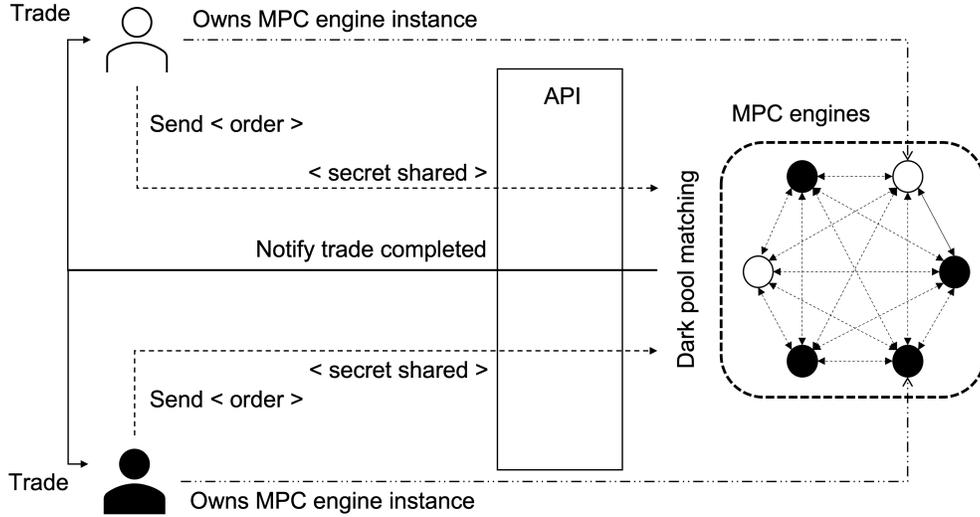 Trade
Owns MPC engine instance
API
MPC engines
Send < order >
< secret shared >
Dark pool matching
Notify trade completed
< secret shared >
Send < order >
Trade
Owns MPC engine instance